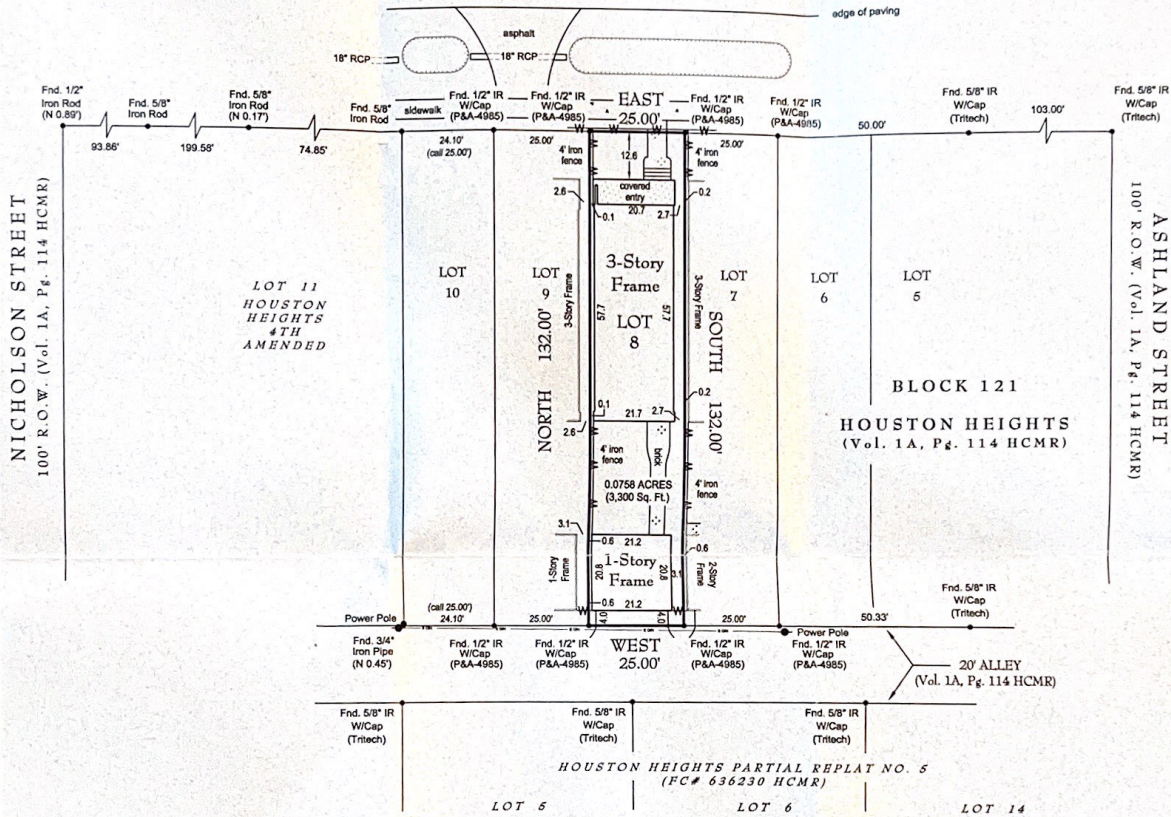 edge of paving
asphalt
18" RCP
18" RCP
Fnd. 1/2"
Iron Rod
(N 0.89')
Fnd. 5/8"
Iron Rod
Fnd. 5/8"
Iron Rod
(N 0.17')
Fnd. 5/8"
Iron Rod
sidewalk
Fnd. 1/2" IR
W/Cap
(P&A-4985)
Fnd. 1/2" IR
W/Cap
(P&A-4985)
EAST
25.00'
Fnd. 1/2" IR
W/Cap
(P&A-4985)
Fnd. 1/2" IR
W/Cap
(P&A-4985)
Fnd. 5/8" IR
W/Cap
(Tritech)
Fnd. 5/8" IR
W/Cap
(Tritech)
93.86'
199.58'
74.85'
24.10'
(call 25.00')
25.00'
25.00'
50.00'
103.00'
4' iron
fence
12.6
4' iron
fence
2.6
covered
entry
0.2
0.1
20.7
2.7
NICHOLSON STREET
100' R.O.W. (Vol. 1A, Pg. 114 HCMR)
LOT 11
HOUSTON
HEIGHTS
4TH
AMENDED
LOT
10
LOT
9
3-Story Frame
3-Story
Frame
LOT
8
57.7
57.7
3-Story Frame
LOT
7
LOT
6
LOT
5
NORTH 132.00'
SOUTH 132.00'
ASHLAND STREET
100' R.O.W. (Vol. 1A, Pg. 114 HCMR)
BLOCK 121
HOUSTON HEIGHTS
(Vol. 1A, Pg. 114 HCMR)
0.1
21.7
2.7
0.2
2.6
4' iron
fence
brick
0.0758 ACRES
(3,300 Sq. Ft.)
4' iron
fence
3.1
0.6
21.2
0.6
1-Story
Frame
20.8
1-Story
Frame
20.8
3.1
2-Story
Frame
0.6
21.2
4.0
4.0
Power Pole
(call 25.00')
24.10'
25.00'
25.00'
50.33'
Fnd. 5/8" IR
W/Cap
(Tritech)
Fnd. 3/4"
Iron Pipe
(N 0.45')
Fnd. 1/2" IR
W/Cap
(P&A-4985)
Fnd. 1/2" IR
W/Cap
(P&A-4985)
WEST
25.00'
Fnd. 1/2" IR
W/Cap
(P&A-4985)
Power Pole
Fnd. 1/2" IR
W/Cap
(P&A-4985)
20' ALLEY
(Vol. 1A, Pg. 114 HCMR)
Fnd. 5/8" IR
W/Cap
(Tritech)
Fnd. 5/8" IR
W/Cap
(Tritech)
Fnd. 5/8" IR
W/Cap
(Tritech)
HOUSTON HEIGHTS PARTIAL REPLAT NO. 5
(FC# 636230 HCMR)
LOT 5
LOT 6
LOT 14